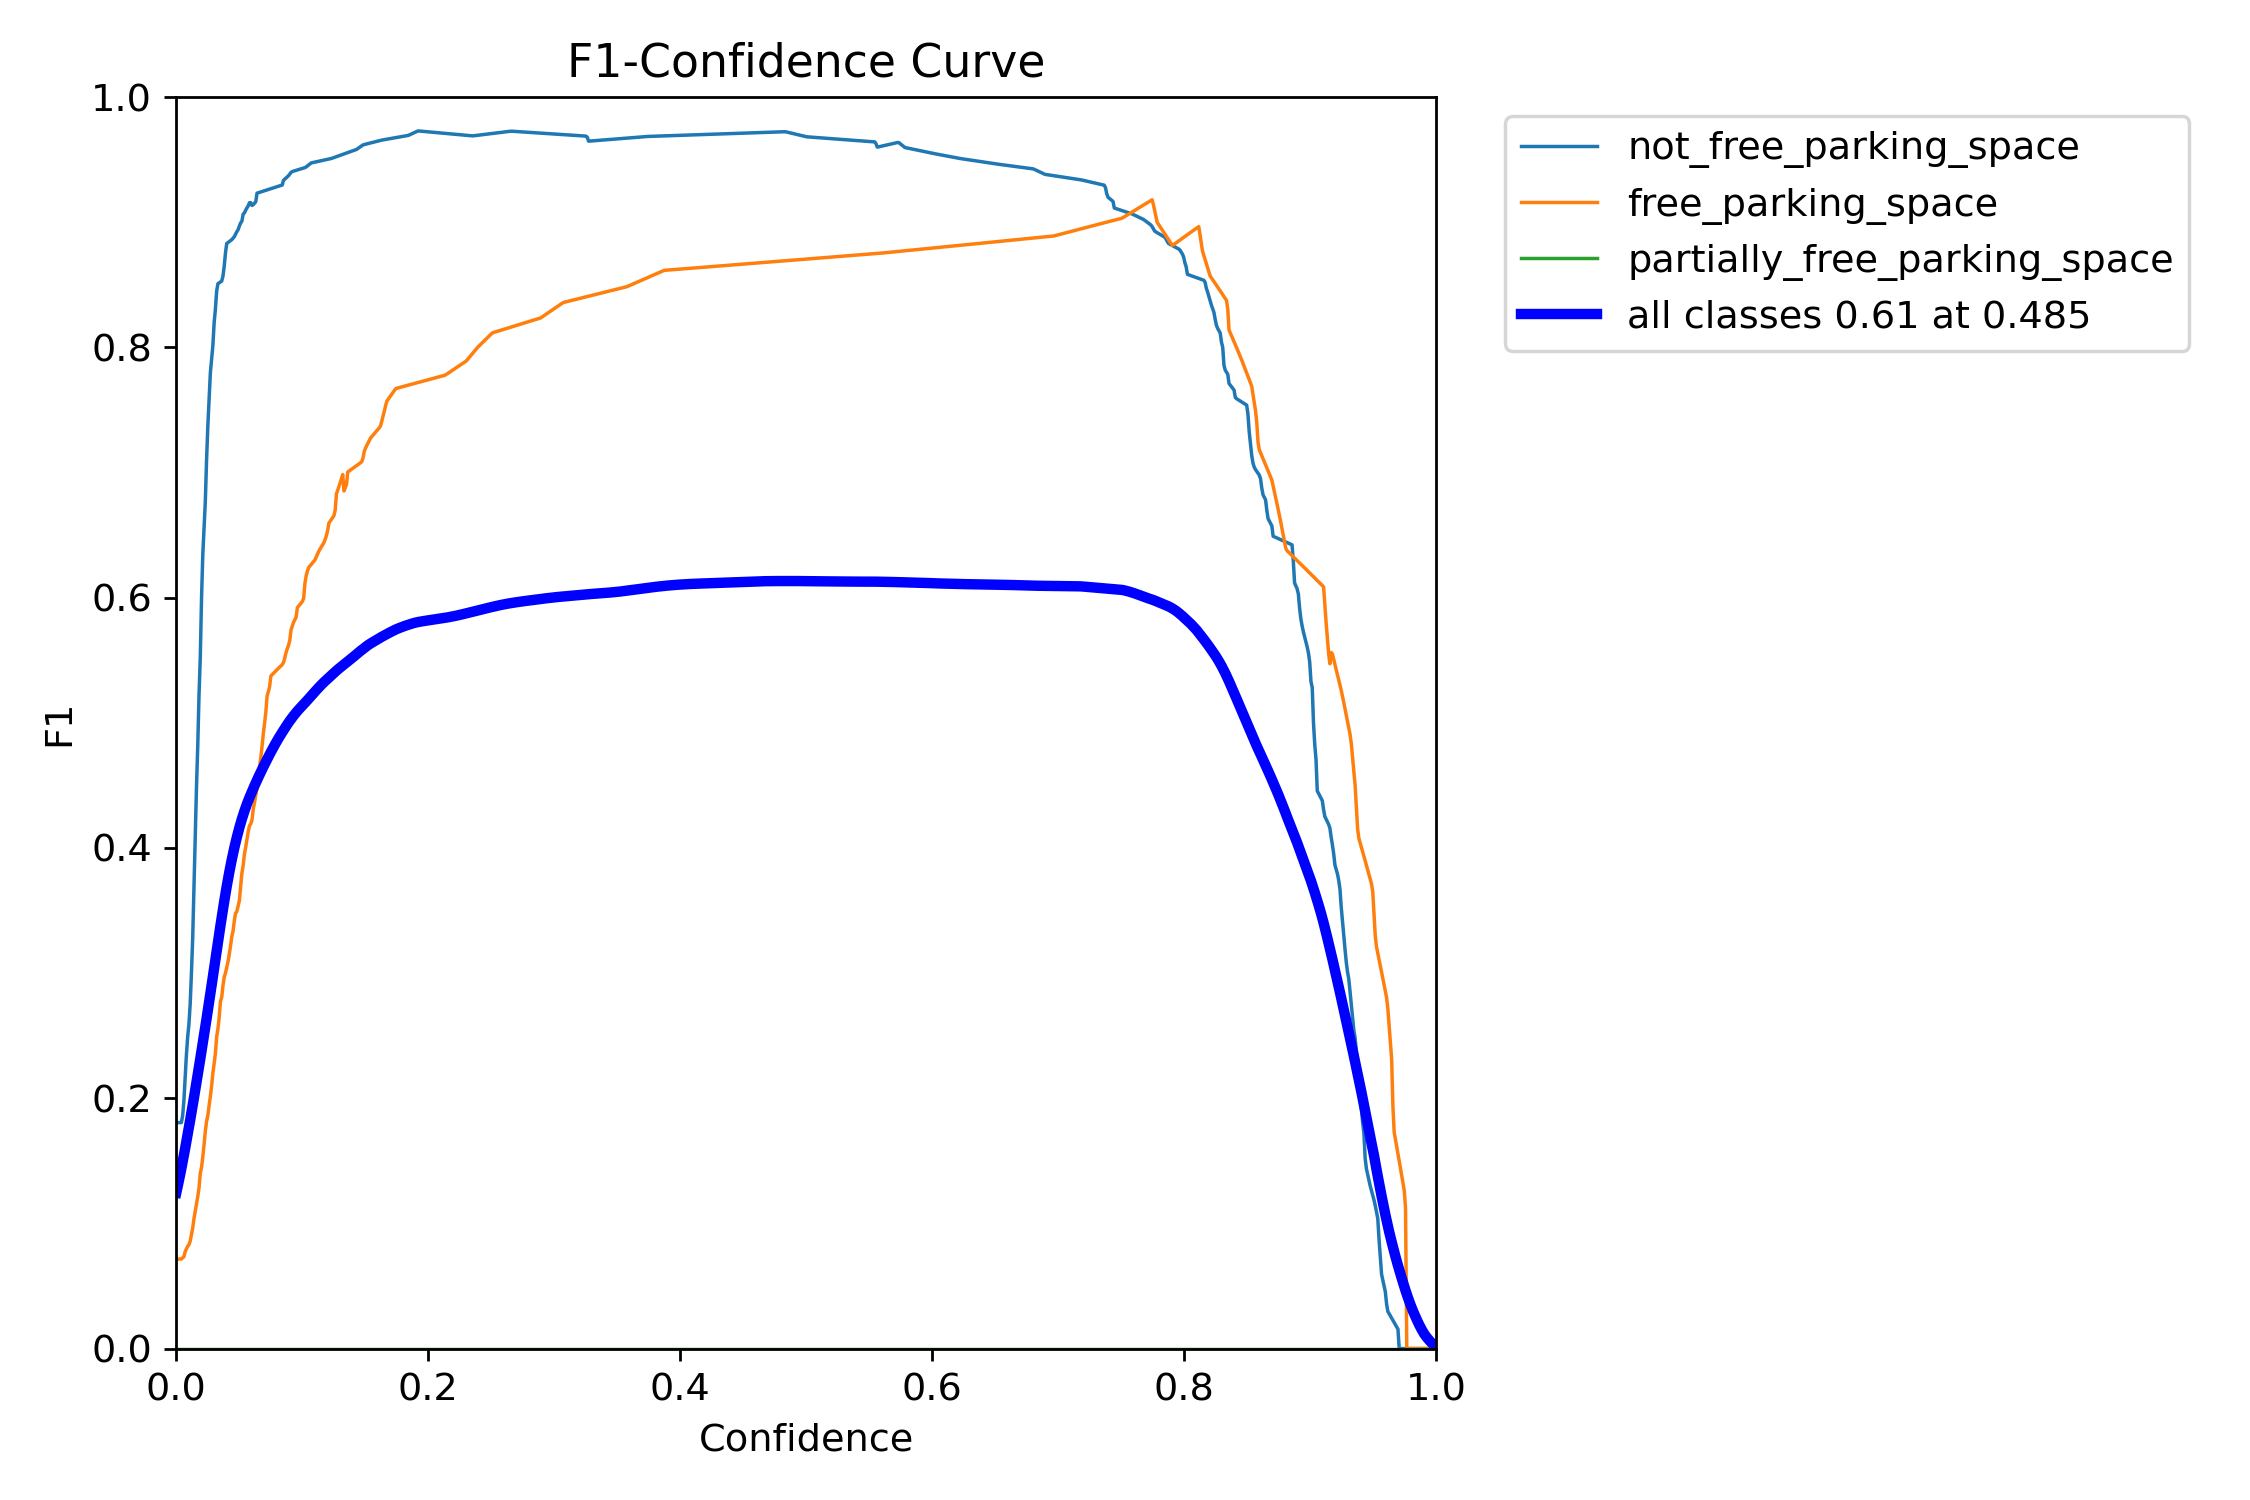 F1-Confidence Curve
1.0
0.8
0.6
0.4
0.2
0.0
F1
0.0 0.2 0.4 0.6 0.8 1.0
Confidence
not_free_parking_space
free_parking_space
partially_free_parking_space
all classes 0.61 at 0.485